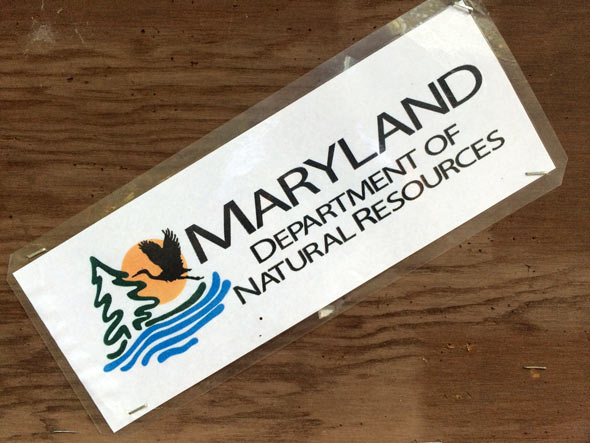 MARYLAND
DEPARTMENT OF
NATURAL RESOURCES